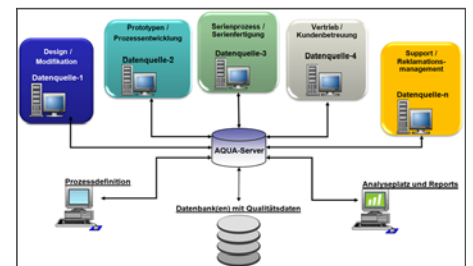 Design /
Modifikation
Datenquelle-1
Prototypen /
Prozessentwicklung
Datenquelle-2
Serienprozess /
Serienfertigung
Datenquelle-3
Vertrieb /
Kundenbetreuung
Datenquelle-4
Support /
Reklamations-
management
Datenquelle-n
AQUA-Server
Prozessdefinition
Analyseplatz und Reports
Datenbank(en) mit Qualitätsdaten